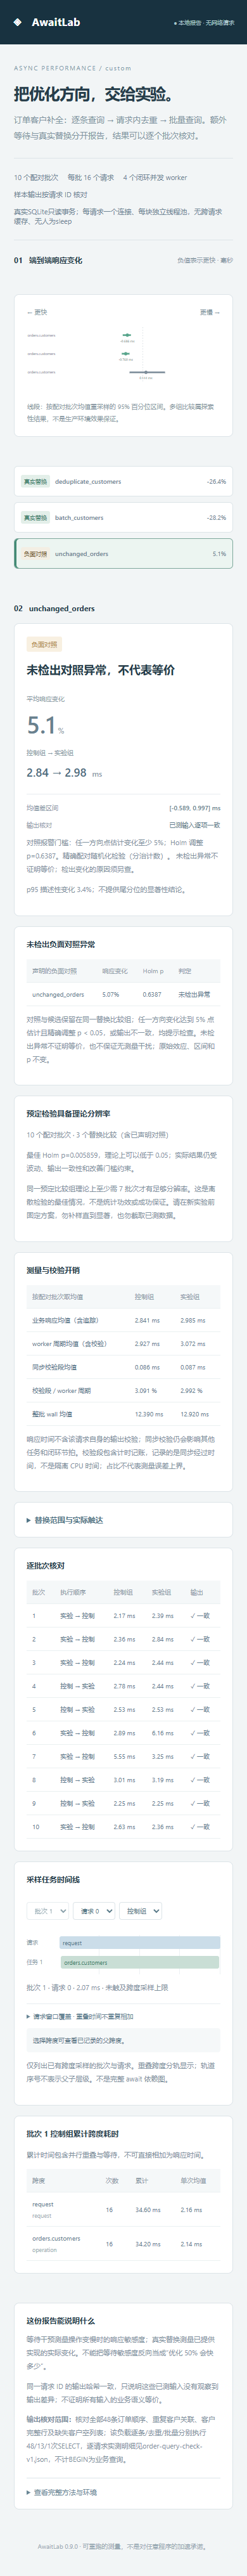 AwaitLab
● 本地报告 · 无网络请求
ASYNC PERFORMANCE / custom
把优化方向，交给实验。
订单客户补全：逐条查询 → 请求内去重 → 批量查询。额外
等待与真实替换分开报告，结果可以逐个批次核对。
10 个配对批次 每批 16 个请求 4 个闭环并发 worker
样本输出按请求 ID 核对
真实SQLite只读事务；每请求一个连接、每块独立线程池，无跨请求
缓存、无人为sleep
01 端到端响应变化
负值表示更快 · 毫秒
← 更快
更慢 →
线段：按配对批次均值重采样的 95% 百分位区间。多组比较属探索
性结果，不是生产环境效果保证。
真实替换 deduplicate_customers -26.4%
真实替换 batch_customers -28.2%
负面对照 unchanged_orders 5.1%
02 unchanged_orders
负面对照
未检出对照异常，不代表等价
平均响应变化
5.1%
控制组 → 实验组
2.84 → 2.98 ms
均值差区间 [-0.589, 0.997] ms
输出核对 已测输入逐项一致
对照报警门槛：任一方向点估计变化至少 5%；Holm 调整
p=0.6387。精确配对随机化检验（分治计数）。 未检出异常不
证明等价；检出变化的原因须另查。
p95 描述性变化 3.4%；不提供尾分位的显著性结论。
未检出负面对照异常
声明的负面对照 响应变化 Holm p 判定
unchanged_orders 5.07% 0.6387 未检出异常
对照与候选保留在同一替换比较组；任一方向变化达到 5% 点
估计且精确调整 p < 0.05，或输出不一致，均提示检查。未检
出异常不证明等价，也不保证无测量干扰；原始效应、区间和
p 不变。
预定检验具备理论分辨率
10 个配对批次 · 3 个替换比较（含已声明对照）
最佳 Holm p=0.005859，理论上可以低于 0.05；实际结果仍受
波动、输出一致性和改善门槛约束。
同一预定比较组理论上至少需 7 批次才有足够分辨率。这是离
散检验的最佳情况，不是统计功效或成功保证。请在新实验前
固定方案，勿补样直到显著，也勿截取已测数据。
测量与校验开销
按配对批次取均值 控制组 实验组
业务响应均值（含追踪） 2.841 ms 2.985 ms
worker 周期均值（含校验） 2.927 ms 3.072 ms
同步校验段均值 0.086 ms 0.087 ms
校验段 / worker 周期 3.091 % 2.992 %
整批 wall 均值 12.390 ms 12.920 ms
响应时间不含该请求自身的输出校验；同步校验仍会影响其他
任务和闭环节拍。校验段包含计时记账，记录的是同步经过时
间，不是隔离 CPU 时间；占比不代表测量误差上界。
▸ 替换范围与实际触达
逐批次核对
批次 执行顺序 控制组 实验组 输出
1 实验 → 控制 2.17 ms 2.39 ms ✓ 一致
2 实验 → 控制 2.36 ms 2.84 ms ✓ 一致
3 实验 → 控制 2.24 ms 2.44 ms ✓ 一致
4 控制 → 实验 2.78 ms 2.44 ms ✓ 一致
5 控制 → 实验 2.53 ms 2.53 ms ✓ 一致
6 控制 → 实验 2.89 ms 6.16 ms ✓ 一致
7 实验 → 控制 5.55 ms 3.25 ms ✓ 一致
8 控制 → 实验 3.01 ms 3.19 ms ✓ 一致
9 控制 → 实验 2.25 ms 2.25 ms ✓ 一致
10 实验 → 控制 2.63 ms 2.36 ms ✓ 一致
采样任务时间线
批次 1 请求 0 控制组
请求 request
任务 1 orders.customers
批次 1 · 请求 0 · 2.07 ms · 未触及跨度采样上限
▸ 请求窗口覆盖 · 重叠时间不重复相加
选择跨度可查看已记录的父跨度。
仅列出已有跨度采样的批次与请求。重叠跨度分轨显示；轨道
序号不表示父子层级。不是完整 await 依赖图。
批次 1 控制组累计跨度耗时
累计时间包含并行重叠与等待，不可直接相加为响应时间。
跨度 次数 累计 单次均值
request
request
16 34.60 ms 2.16 ms
orders.customers
operation
16 34.20 ms 2.14 ms
这份报告能说明什么
等待干预测量操作变慢时的响应敏感度；真实替换测量已提供
实现的实际变化。不能把等待敏感度反向当成“优化 50% 会快
多少”。
同一请求 ID 的输出哈希一致，只说明这些已测输入没有观察到
输出差异；不证明所有输入的业务语义等价。
输出核对范围：核对全部48条订单顺序、重复客户关联、客户
完整行及缺失客户空列表；该负载逐条/去重/批量分别执行
48/13/1次SELECT，逐请求实测明细见order-query-check-
v1.json，不计BEGIN为业务查询。
▸ 查看完整方法与环境
AwaitLab 0.9.0 · 可重放的测量，不是对任意程序的加速承诺。